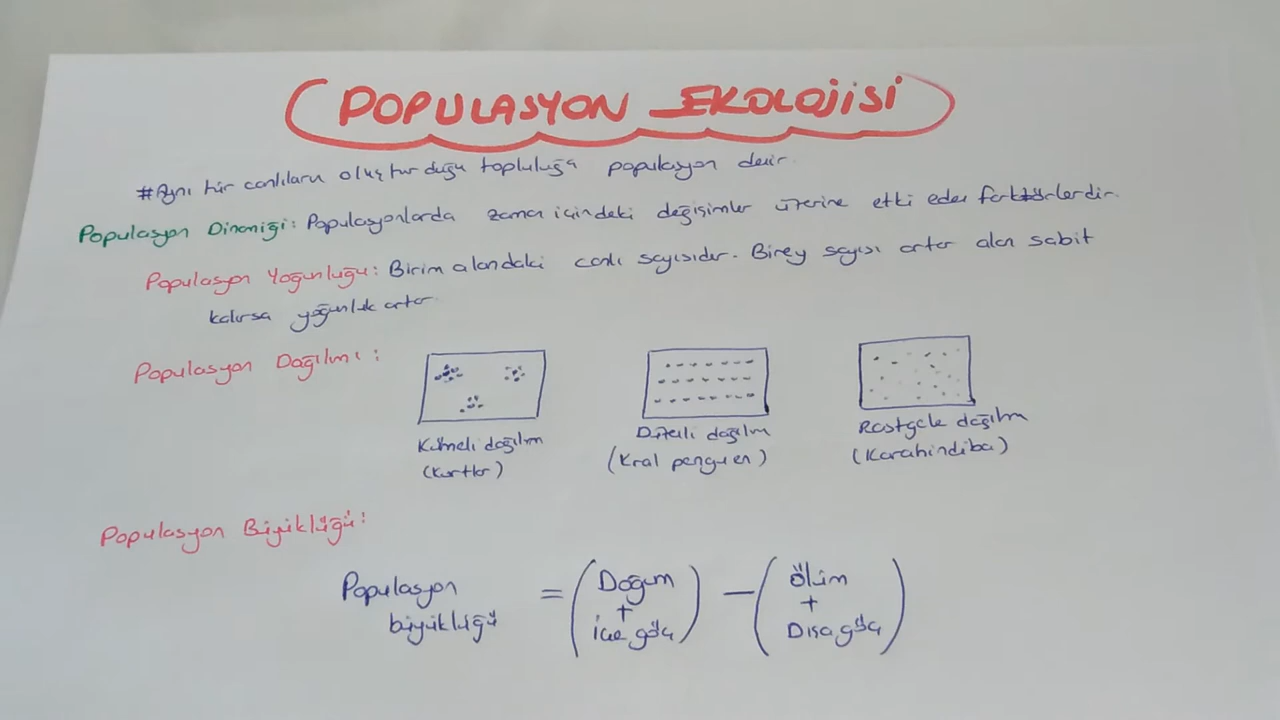 POPULASYON EKOLOJİSİ
#Aynı tür canlıların oluşturduğu topluluğa populasyon denir.
Populasyon Dinamiği: Populasyonlarda zaman içindeki değişimler üzerine etki eden faktörlerdir.
Populasyon Yoğunluğu: Birim alandaki canlı sayısıdır. Birey sayısı artar alan sabit
kalırsa yoğunluk artar.
Populasyon Dağılımı:
Kümeli dağılım
(Kurtlar)
Düzenli dağılım
(Kral penguen)
Rastgele dağılım
(Karahindiba)
Populasyon Büyüklüğü:
Populasyon büyüklüğü = (Doğum + İçe göç) - (Ölüm + Dışa göç)